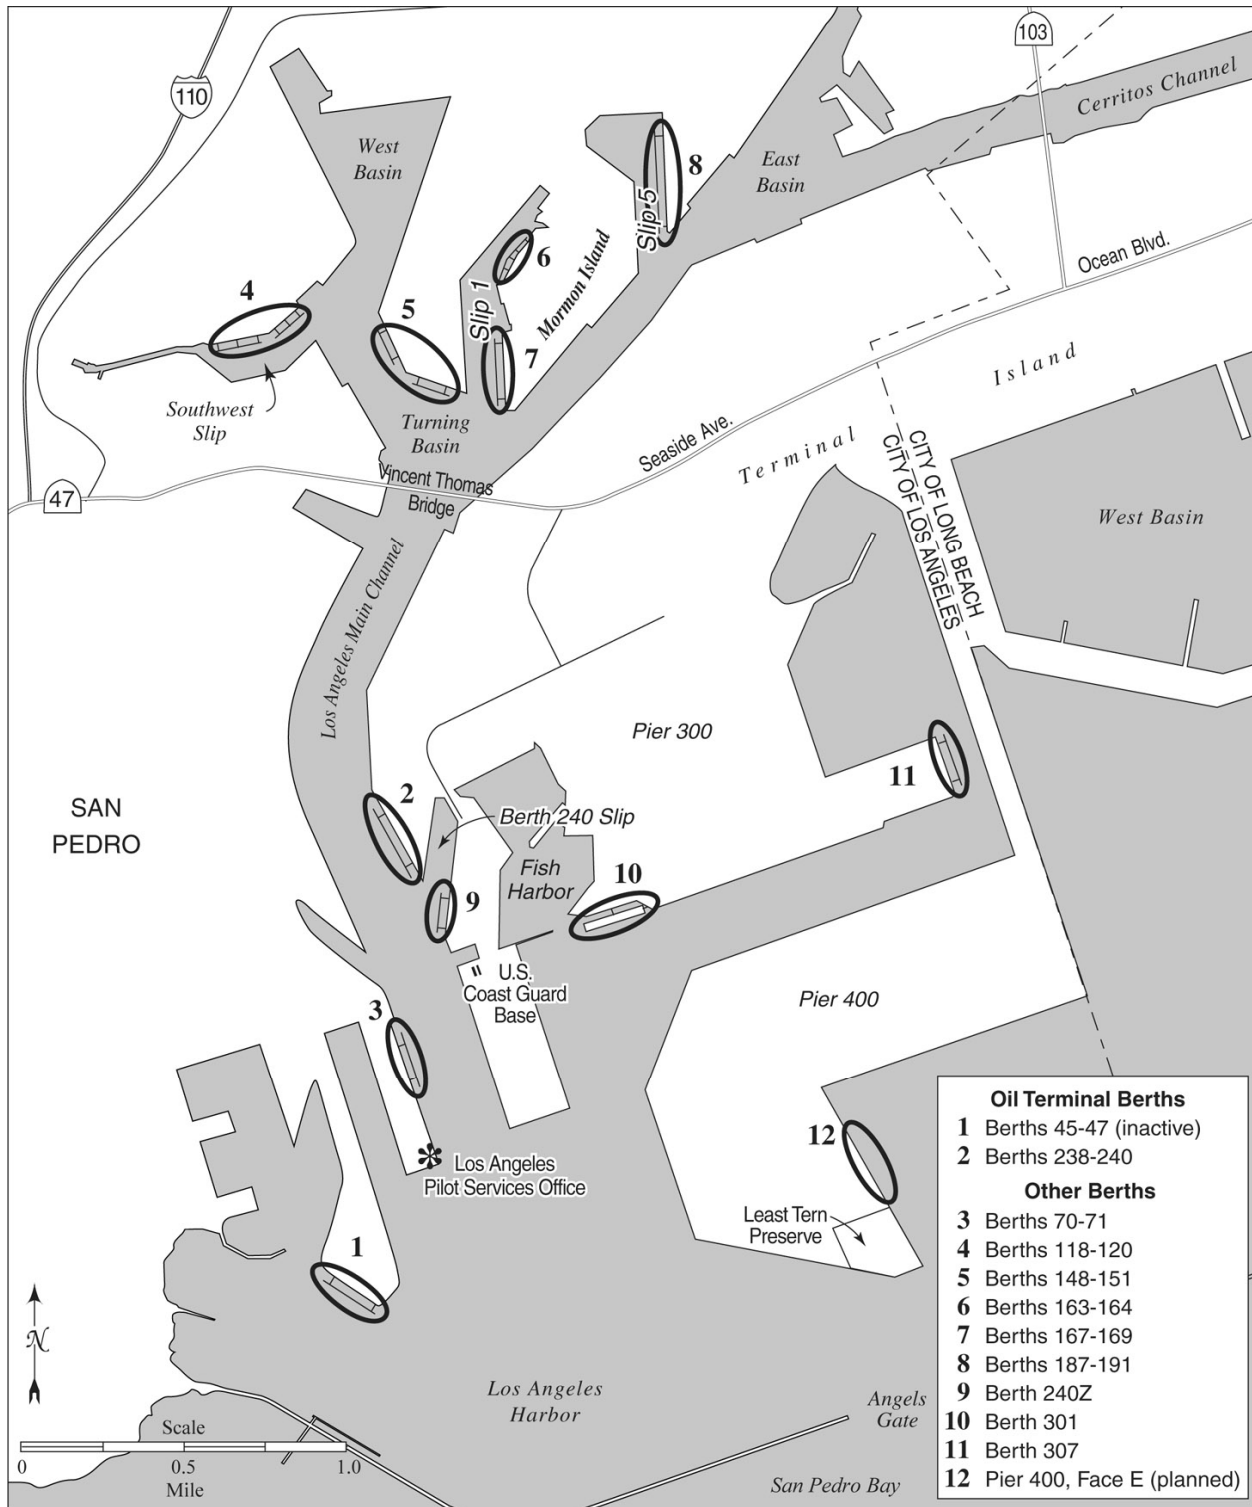 103
110
Cerritos Channel
West
Basin
East
Basin
8
Slip 5
6
Mormon Island
Slip 1
4
5
7
Ocean Blvd.
Island
Southwest
Slip
Turning
Basin
Seaside Ave.
Terminal
Vincent Thomas
Bridge
47
CITY OF LONG BEACH
CITY OF LOS ANGELES
West Basin
Los Angeles Main Channel
Pier 300
11
SAN
PEDRO
2
Berth 240 Slip
Fish
Harbor
10
9
U.S.
Coast Guard
Base
Pier 400
3
12
Los Angeles
Pilot Services Office
Least Tern
Preserve
1
N
Los Angeles
Harbor
Angels
Gate
San Pedro Bay
Scale
0 0.5 1.0
Mile
Oil Terminal Berths
1 Berths 45-47 (inactive)
2 Berths 238-240
Other Berths
3 Berths 70-71
4 Berths 118-120
5 Berths 148-151
6 Berths 163-164
7 Berths 167-169
8 Berths 187-191
9 Berth 240Z
10 Berth 301
11 Berth 307
12 Pier 400, Face E (planned)